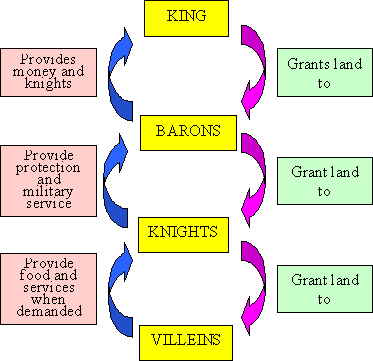 KING
Provides
money and
knights
Grants land
to
BARONS
Provide
protection
and
military
service
Grant land
to
KNIGHTS
Provide
food and
services
when
demanded
Grant land
to
VILLEINS